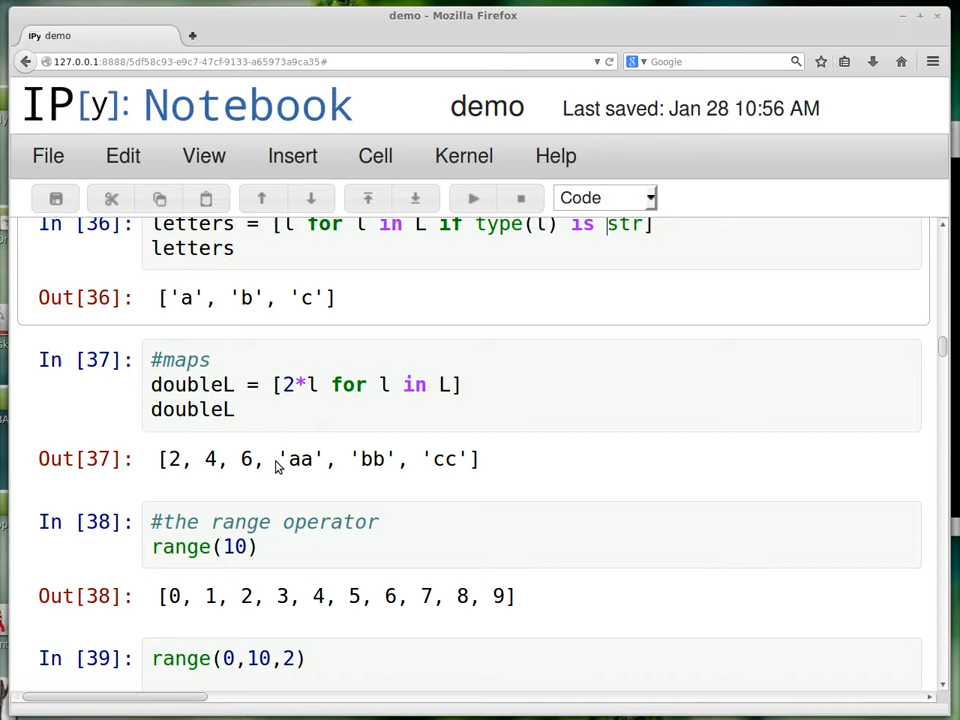 demo - Mozilla Firefox
IPy demo
127.0.0.1:8888/5df58c93-e9c7-47cf-9133-a65973a9ca35#
Google
IP[y]: Notebook demo Last saved: Jan 28 10:56 AM
File Edit View Insert Cell Kernel Help
Code
In [36]: letters = [l for l in L if type(l) is str]
letters
Out[36]: ['a', 'b', 'c']
In [37]: #maps
doubleL = [2*l for l in L]
doubleL
Out[37]: [2, 4, 6, 'aa', 'bb', 'cc']
In [38]: #the range operator
range(10)
Out[38]: [0, 1, 2, 3, 4, 5, 6, 7, 8, 9]
In [39]: range(0,10,2)